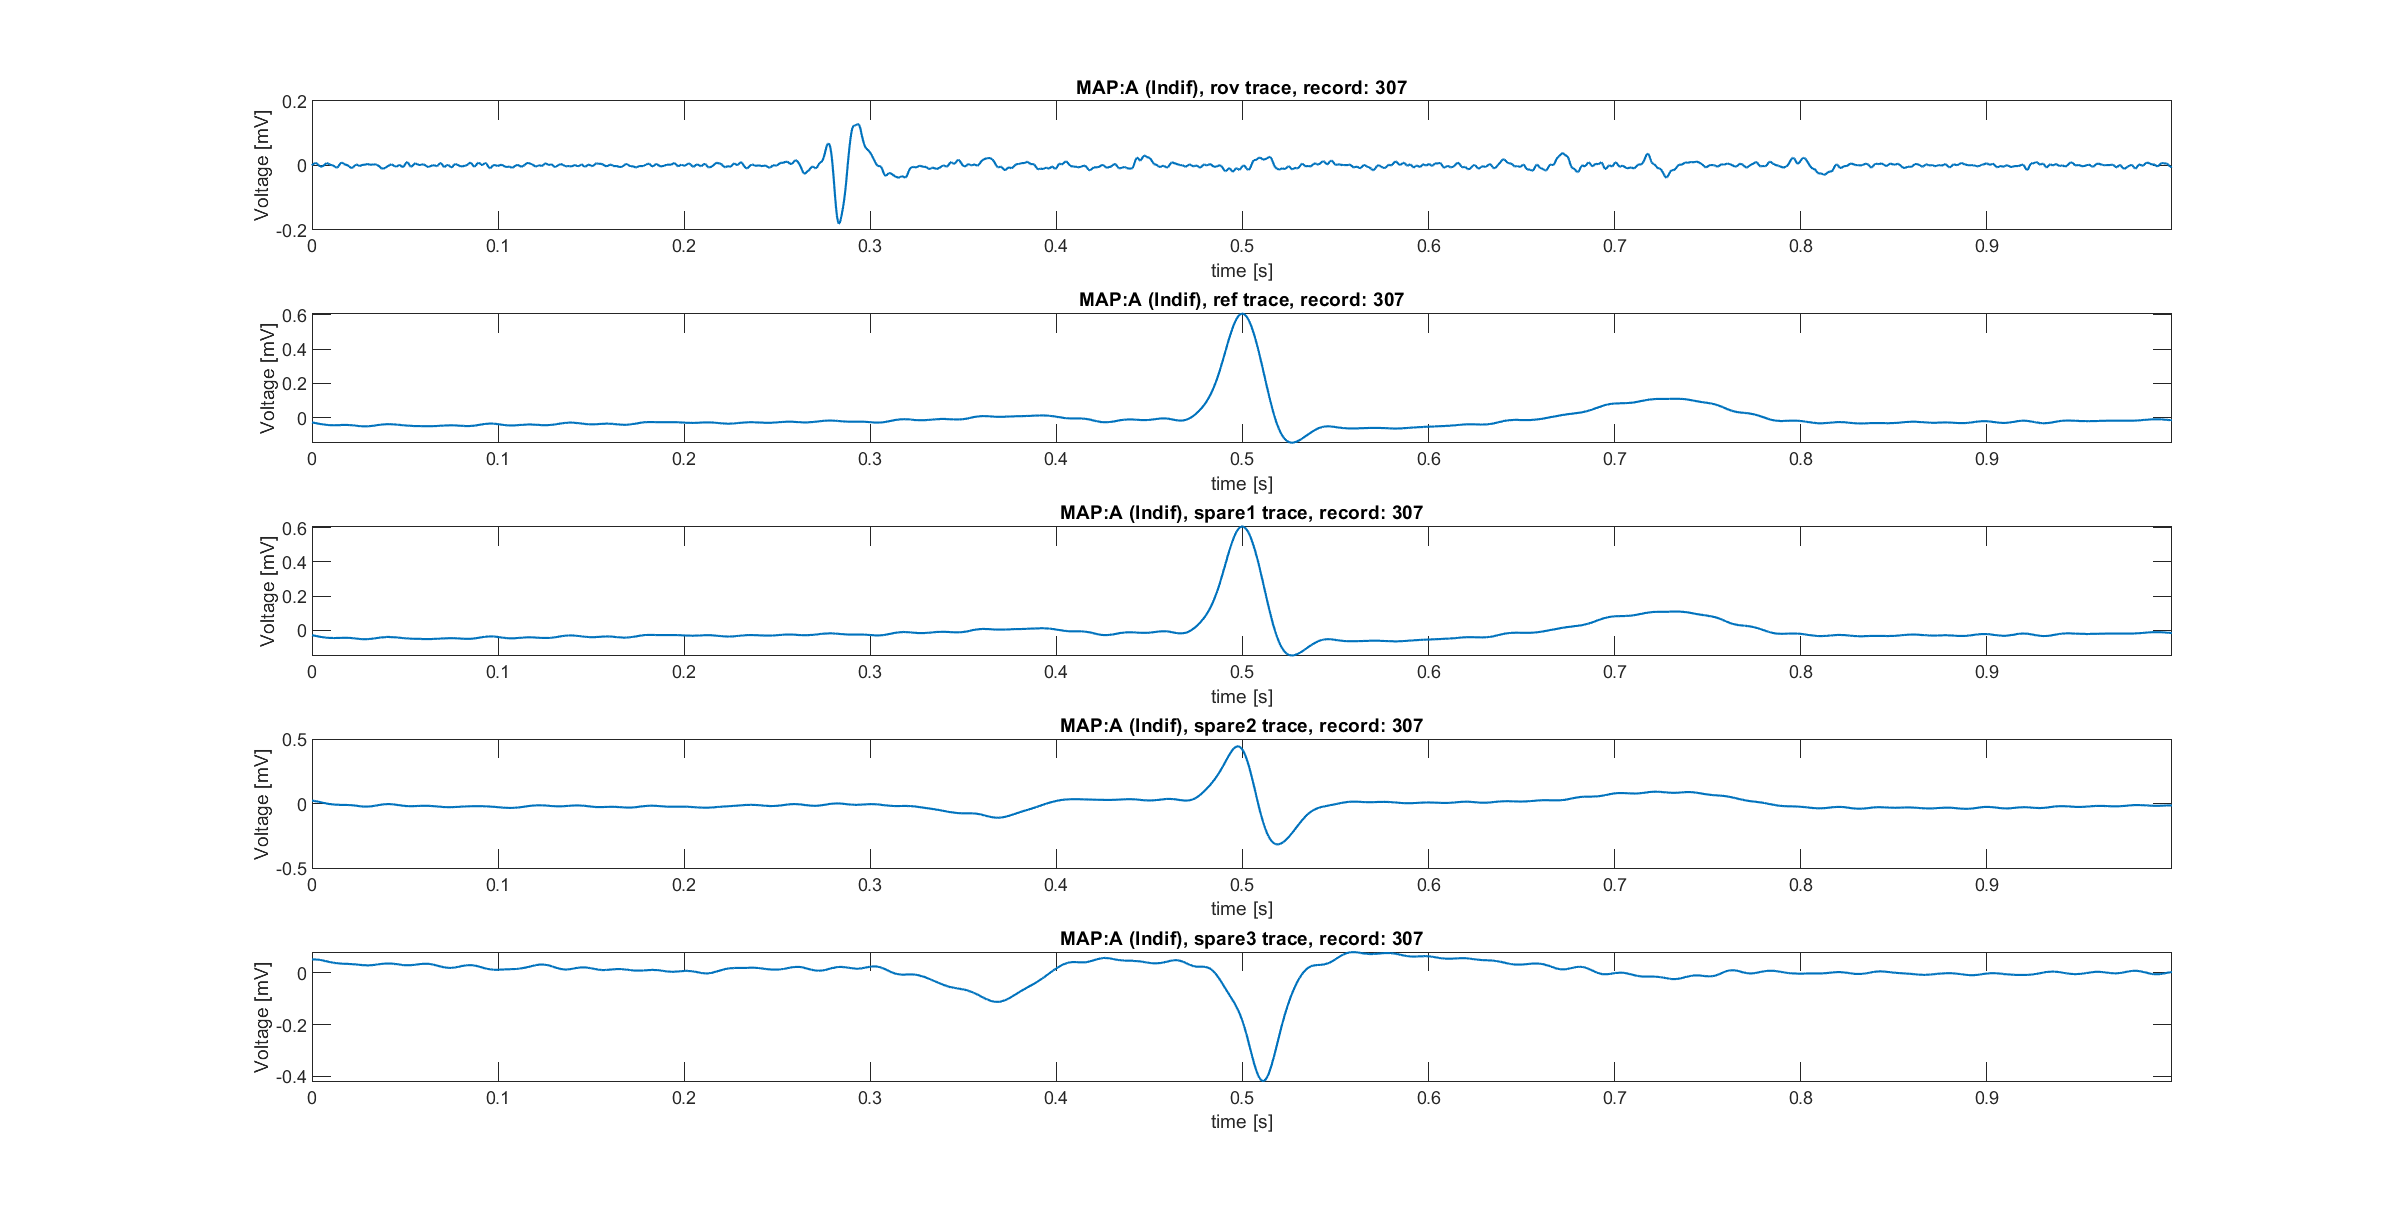 MAP:A (Indif), rov trace, record: 307
Voltage [mV]
0.2
0
-0.2
0 0.1 0.2 0.3 0.4 0.5 0.6 0.7 0.8 0.9
time [s]
MAP:A (Indif), ref trace, record: 307
Voltage [mV]
0.6
0.4
0.2
0
0 0.1 0.2 0.3 0.4 0.5 0.6 0.7 0.8 0.9
time [s]
MAP:A (Indif), spare1 trace, record: 307
Voltage [mV]
0.6
0.4
0.2
0
0 0.1 0.2 0.3 0.4 0.5 0.6 0.7 0.8 0.9
time [s]
MAP:A (Indif), spare2 trace, record: 307
Voltage [mV]
0.5
0
-0.5
0 0.1 0.2 0.3 0.4 0.5 0.6 0.7 0.8 0.9
time [s]
MAP:A (Indif), spare3 trace, record: 307
Voltage [mV]
0
-0.2
-0.4
0 0.1 0.2 0.3 0.4 0.5 0.6 0.7 0.8 0.9
time [s]